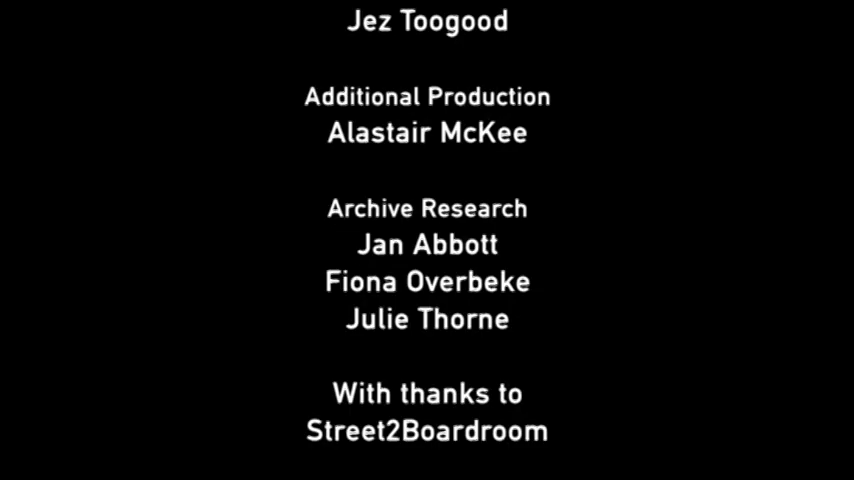 Jez Toogood
Additional Production
Alastair McKee
Archive Research
Jan Abbott
Fiona Overbeke
Julie Thorne
With thanks to
Street2Boardroom